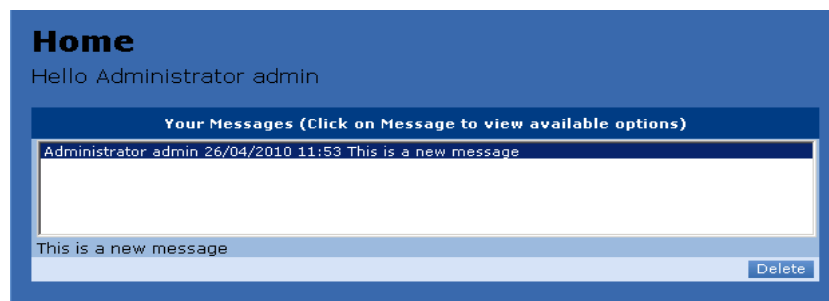 Home
Hello Administrator admin
Your Messages (Click on Message to view available options)
Administrator admin 26/04/2010 11:53 This is a new message
This is a new message
Delete